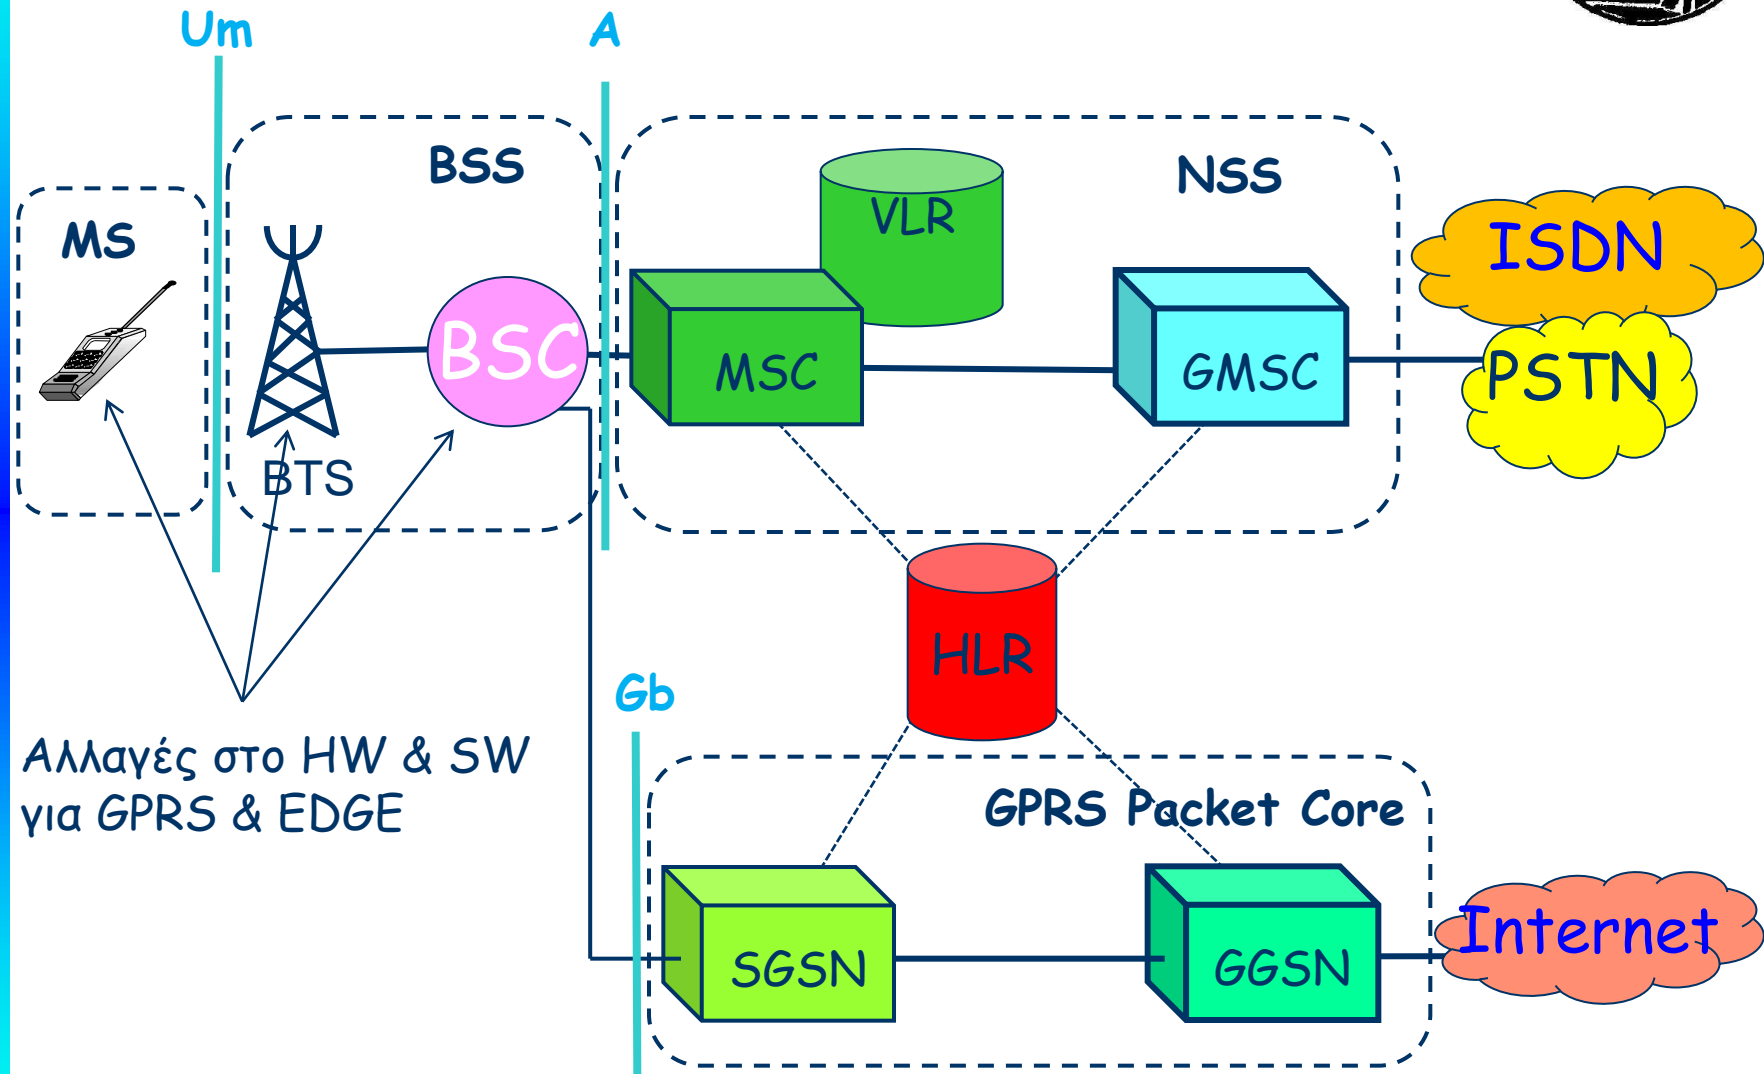 Um
A
BSS
NSS
MS
VLR
ISDN
BSC
MSC
GMSC
PSTN
BTS
HLR
Gb
Αλλαγές στο HW & SW
για GPRS & EDGE
GPRS Packet Core
SGSN
GGSN
Internet